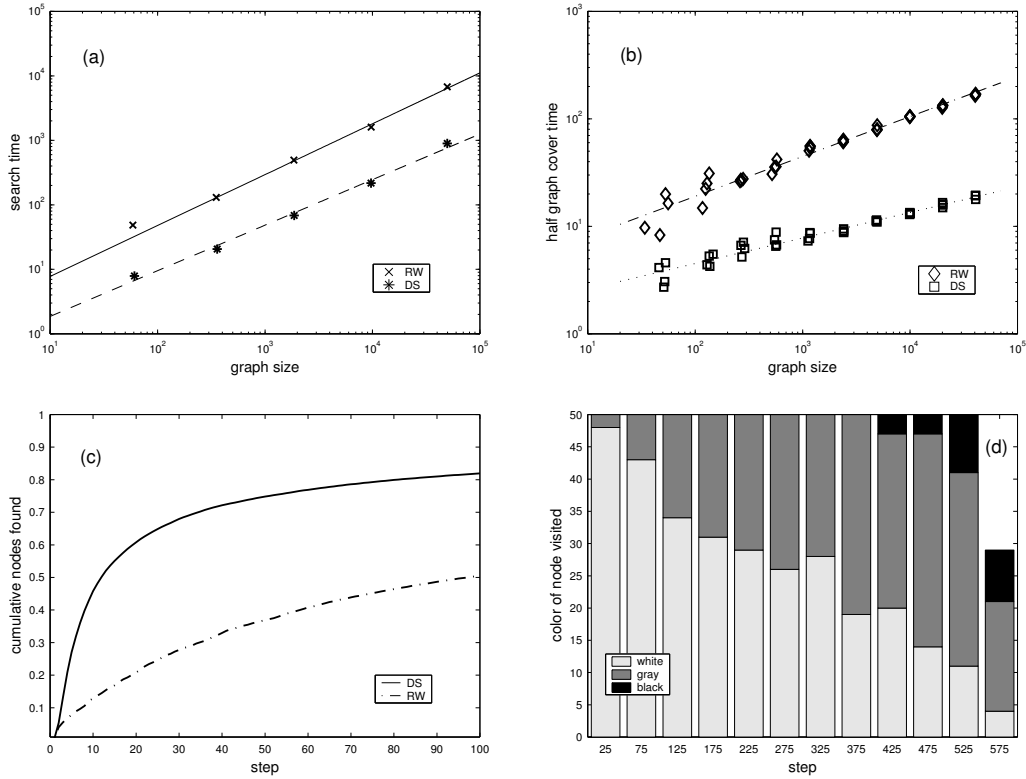 (a)
search time
10^5
10^4
10^3
10^2
10^1
10^0
10^1 10^2 10^3 10^4 10^5
graph size
RW
DS
(b)
half graph cover time
10^3
10^2
10^1
10^0
10^1 10^2 10^3 10^4 10^5
graph size
RW
DS
(c)
cumulative nodes found
1
0.9
0.8
0.7
0.6
0.5
0.4
0.3
0.2
0.1
0 10 20 30 40 50 60 70 80 90 100
step
DS
RW
(d)
color of node visited
50
45
40
35
30
25
20
15
10
5
0
25 75 125 175 225 275 325 375 425 475 525 575
step
white
gray
black